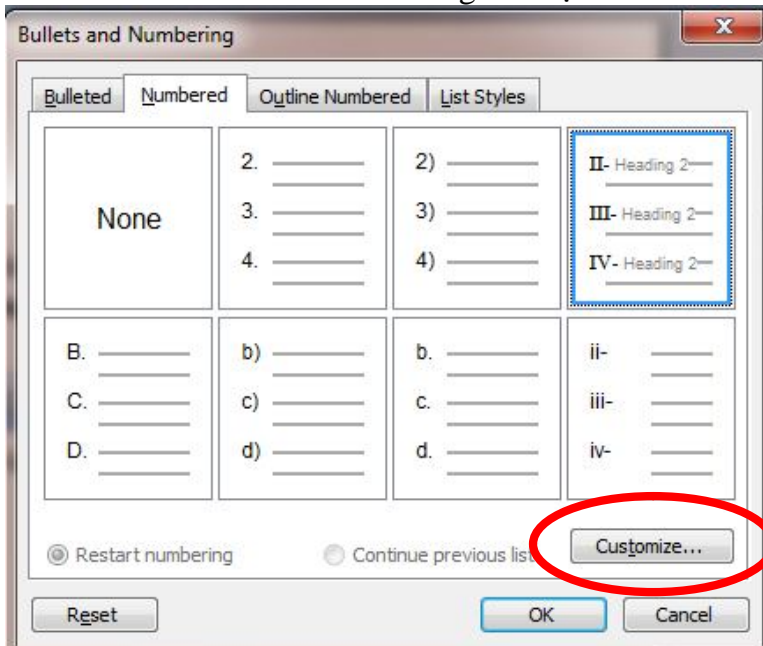 Bullets and Numbering
Bulleted Numbered Outline Numbered List Styles
None
2.
3.
4.
2)
3)
4)
II- Heading 2
III- Heading 2
IV- Heading 2
B.
C.
D.
b)
c)
d)
b.
c.
d.
ii-
iii-
iv-
Restart numbering Continue previous list Customize...
Reset OK Cancel